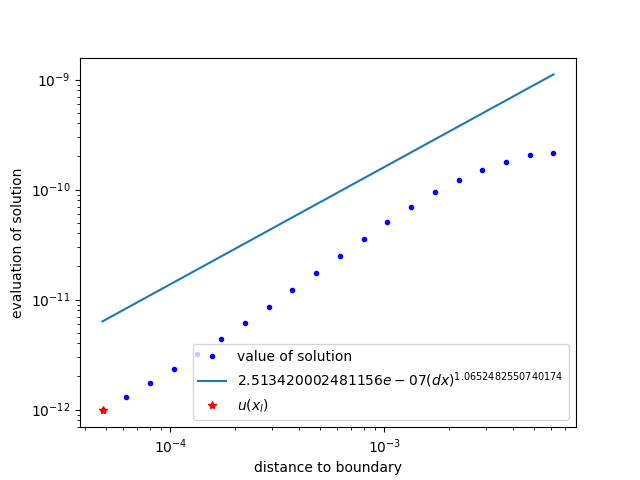 10⁻⁹
10⁻¹⁰
10⁻¹¹
10⁻¹²
evaluation of solution
value of solution
2.513420002481156e − 07(dx)¹·⁰⁶⁵²⁴⁸²⁵⁵⁰⁷⁴⁰¹⁷⁴
u(x_l)
10⁻⁴
10⁻³
distance to boundary